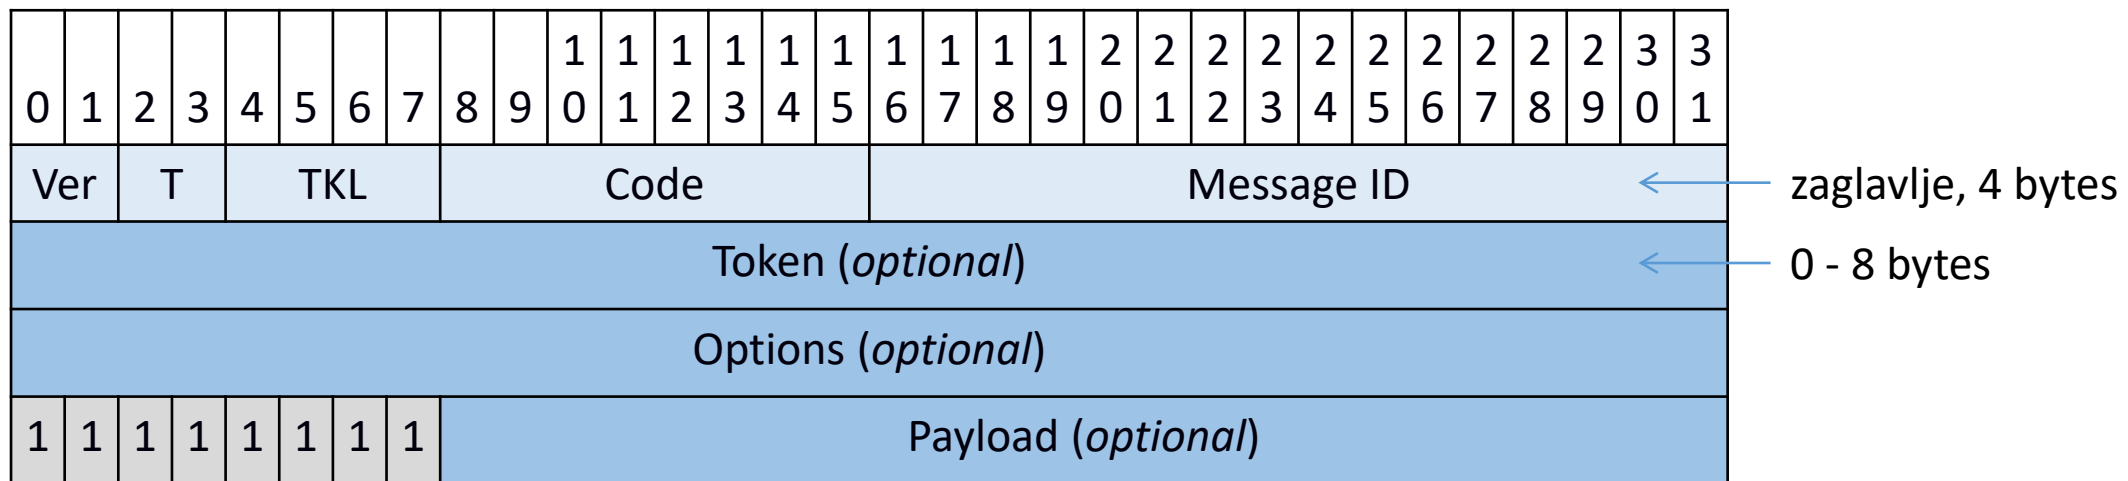 0 1 2 3 4 5 6 7 8 9 10 11 12 13 14 15 16 17 18 19 20 21 22 23 24 25 26 27 28 29 30 31
Ver T TKL Code Message ID zaglavlje, 4 bytes
Token (optional) 0 - 8 bytes
Options (optional)
1 1 1 1 1 1 1 1 Payload (optional)